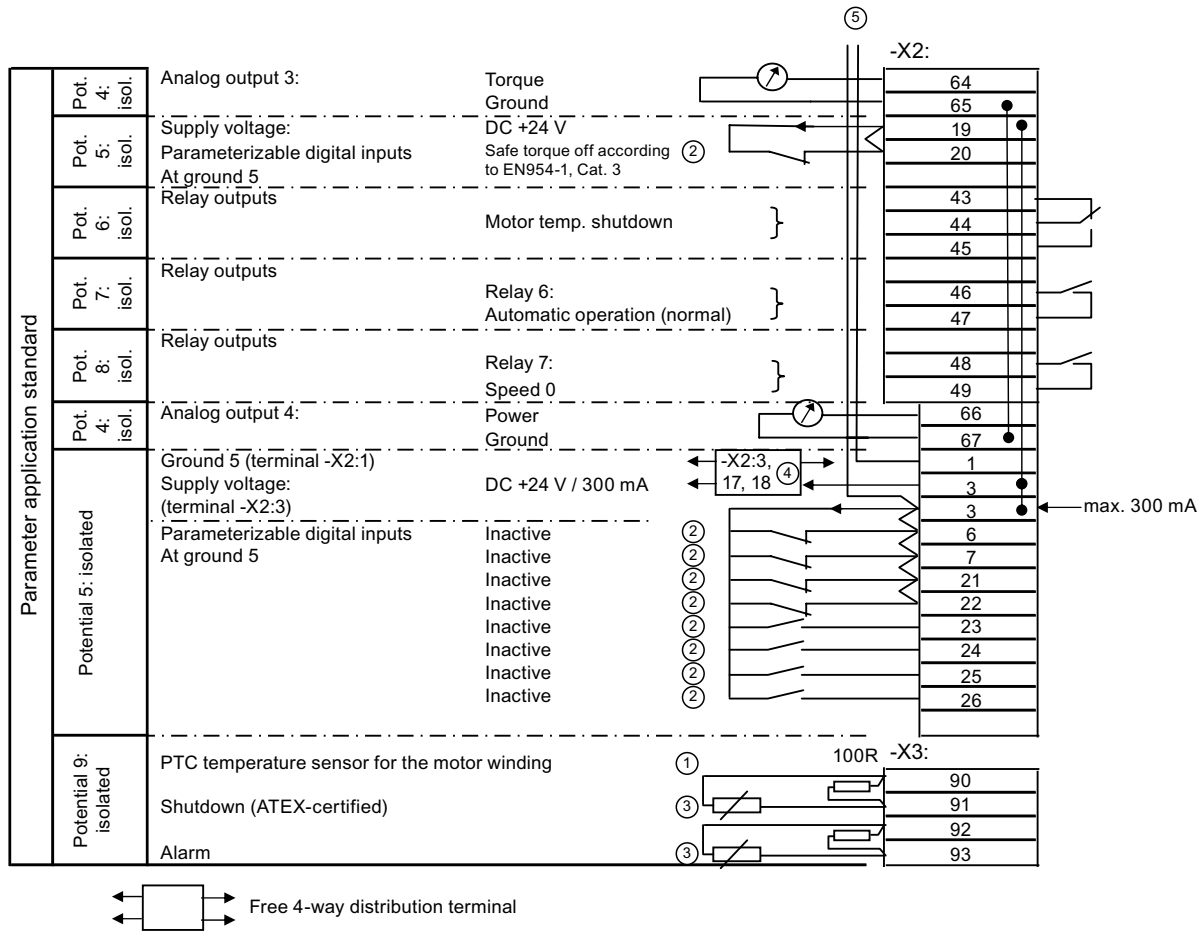 ⑤
-X2:
Parameter application standard
Pot. 4: isol.
Analog output 3:
Torque
64
Ground
65
Pot. 5: isol.
Supply voltage:
DC +24 V
19
Parameterizable digital inputs
Safe torque off according
②
20
At ground 5
to EN954-1, Cat. 3
Pot. 6: isol.
Relay outputs
43
Motor temp. shutdown
}
44
45
Pot. 7: isol.
Relay outputs
Relay 6:
}
46
Automatic operation (normal)
47
Pot. 8: isol.
Relay outputs
Relay 7:
}
48
Speed 0
49
Pot. 4: isol.
Analog output 4:
Power
66
Ground
67
Potential 5: isolated
Ground 5 (terminal -X2:1)
-X2:3,
17, 18
④
1
Supply voltage:
DC +24 V / 300 mA
3
(terminal -X2:3)
3
max. 300 mA
Parameterizable digital inputs
Inactive
②
6
At ground 5
Inactive
②
7
Inactive
②
21
Inactive
②
22
Inactive
②
23
Inactive
②
24
Inactive
②
25
Inactive
②
26
Potential 9: isolated
100R
-X3:
PTC temperature sensor for the motor winding
①
90
Shutdown (ATEX-certified)
③
91
92
Alarm
③
93
Free 4-way distribution terminal